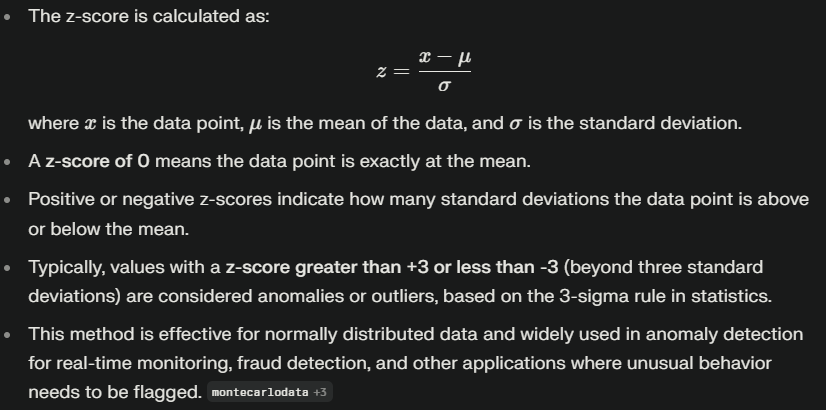 The z-score is calculated as:
z = x − μ / σ
where x is the data point, μ is the mean of the data, and σ is the standard deviation.
A z-score of 0 means the data point is exactly at the mean.
Positive or negative z-scores indicate how many standard deviations the data point is above
or below the mean.
Typically, values with a z-score greater than +3 or less than -3 (beyond three standard
deviations) are considered anomalies or outliers, based on the 3-sigma rule in statistics.
This method is effective for normally distributed data and widely used in anomaly detection
for real-time monitoring, fraud detection, and other applications where unusual behavior
needs to be flagged. montecarlodata +3